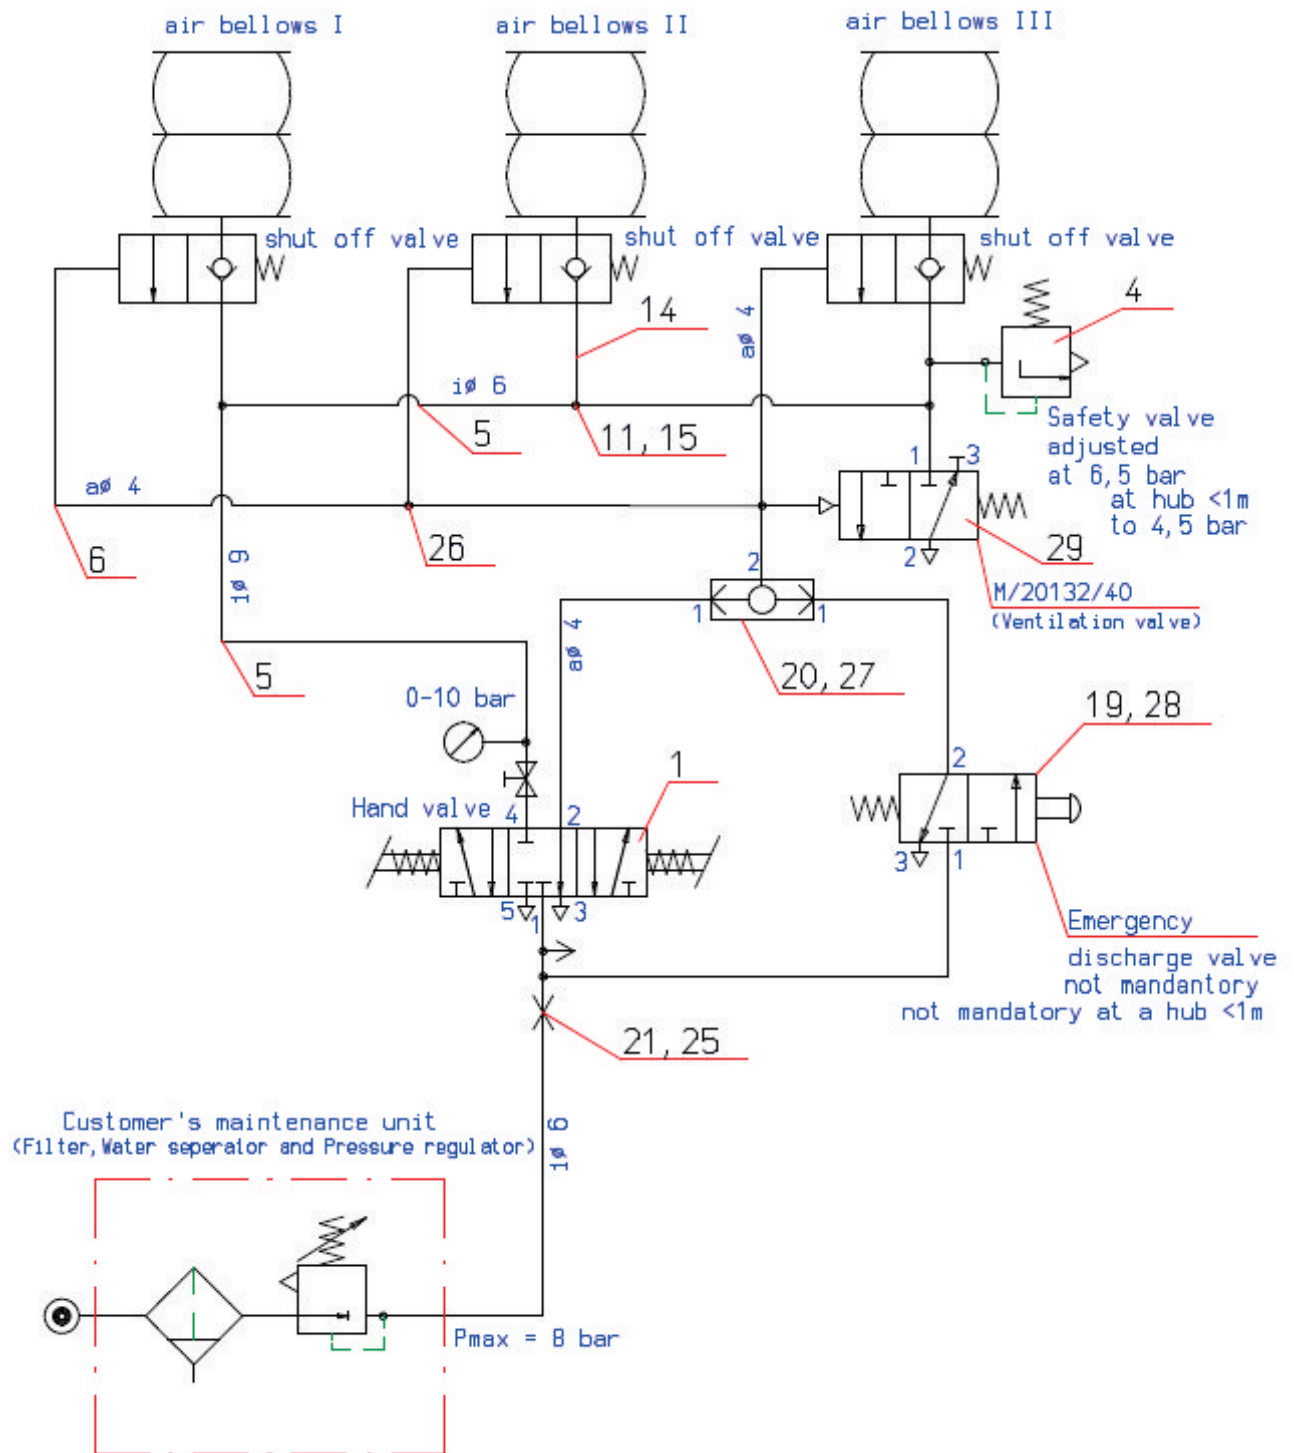 air bellows I
air bellows II
air bellows III
shut off valve
shut off valve
shut off valve
14
4
aø 4
iø 6
5
11, 15
Safety valve
adjusted
at 6,5 bar
at hub <1m
to 4,5 bar
1
3
2
29
aø 4
6
26
iø 6
M/20132/40
(Ventilation valve)
2
1
1
20, 27
aø 4
5
0-10 bar
19, 28
1
Hand valve
4
2
5
1
3
2
3
1
Emergency
discharge valve
not mandantory
not mandatory at a hub <1m
21, 25
iø 6
Customer's maintenance unit
(Filter, Water seperator and Pressure regulator)
Pmax = 8 bar